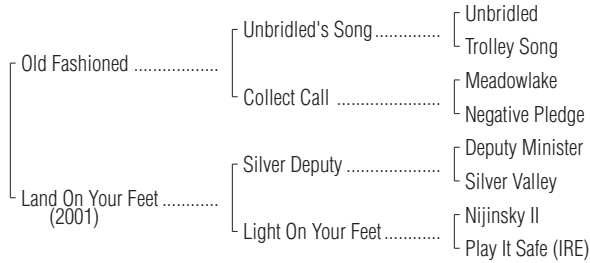 Unbridled
Unbridled's Song..............
Trolley Song
Old Fashioned ..................
Meadowlake
Collect Call ......................
Negative Pledge
Deputy Minister
Silver Deputy ....................
Silver Valley
Land On Your Feet ............
(2001)
Nijinsky II
Light On Your Feet.............
Play It Safe (IRE)